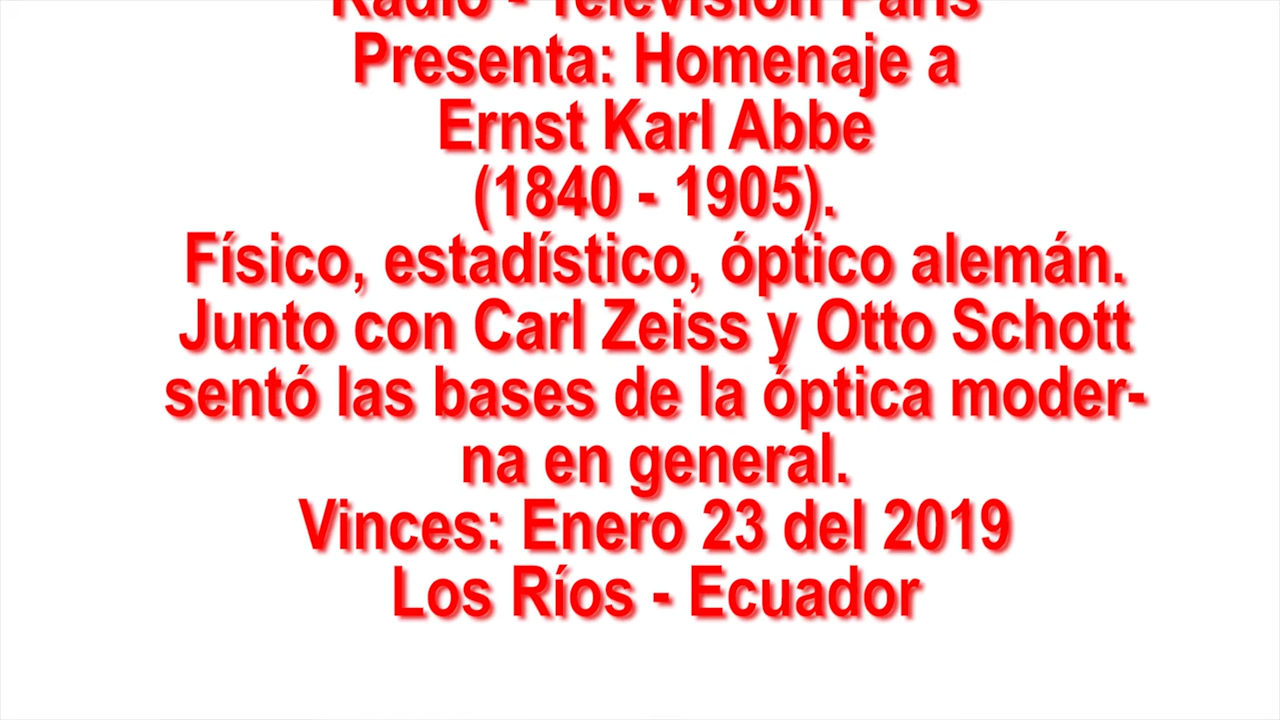 Radio - Televisión París
Presenta: Homenaje a
Ernst Karl Abbe
(1840 - 1905).
Físico, estadístico, óptico alemán.
Junto con Carl Zeiss y Otto Schott
sentó las bases de la óptica moder-
na en general.
Vinces: Enero 23 del 2019
Los Ríos - Ecuador